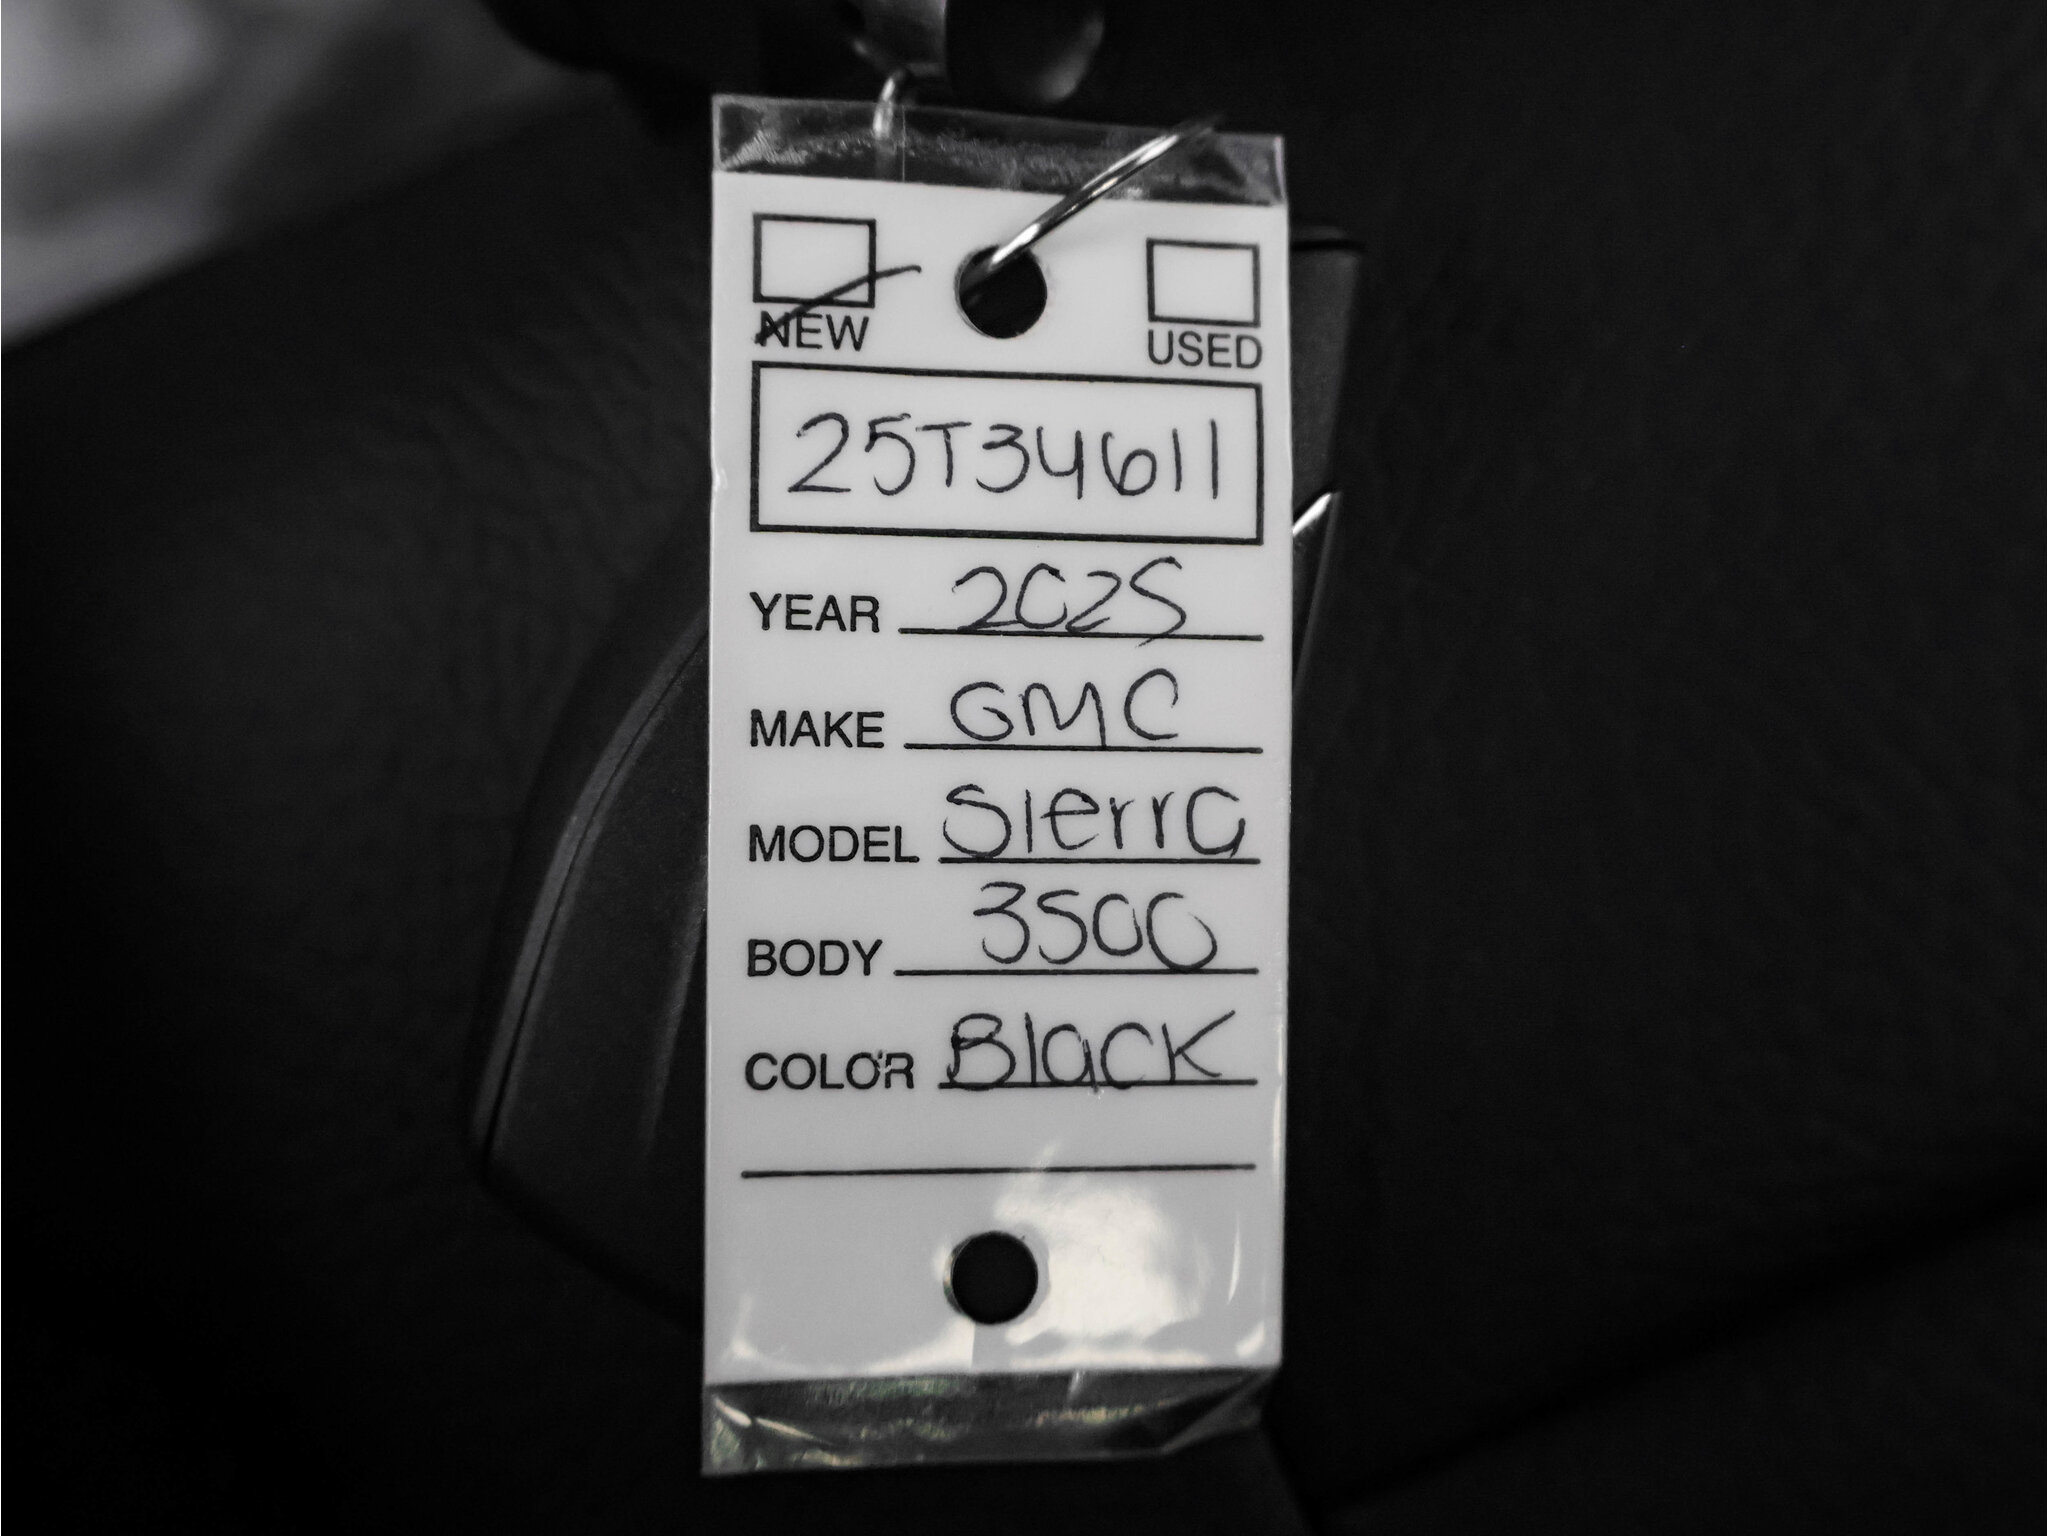 NEW USED
25T34611
YEAR 2025
MAKE GMC
MODEL Sierra
BODY 3500
COLOR Black